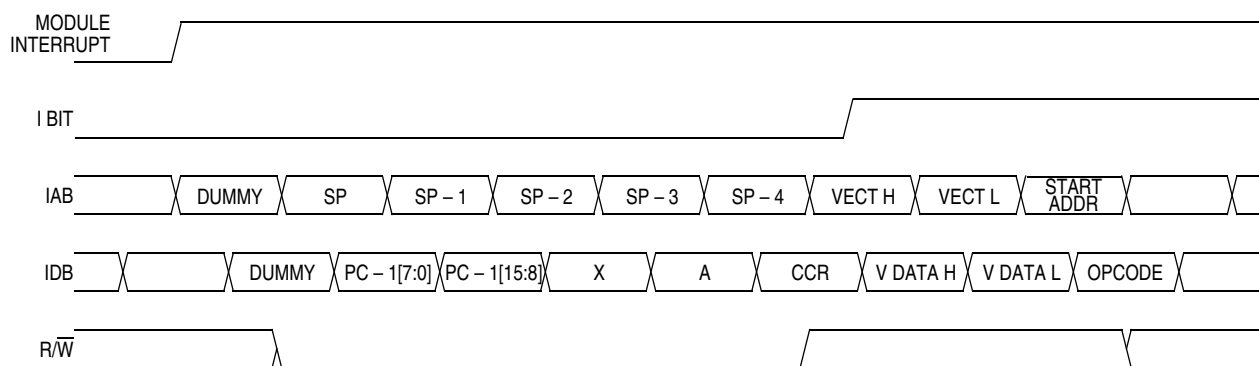 MODULE
INTERRUPT
I BIT
IAB DUMMY SP SP – 1 SP – 2 SP – 3 SP – 4 VECT H VECT L START ADDR
IDB DUMMY PC – 1[7:0] PC – 1[15:8] X A CCR V DATA H V DATA L OPCODE
R/W̅